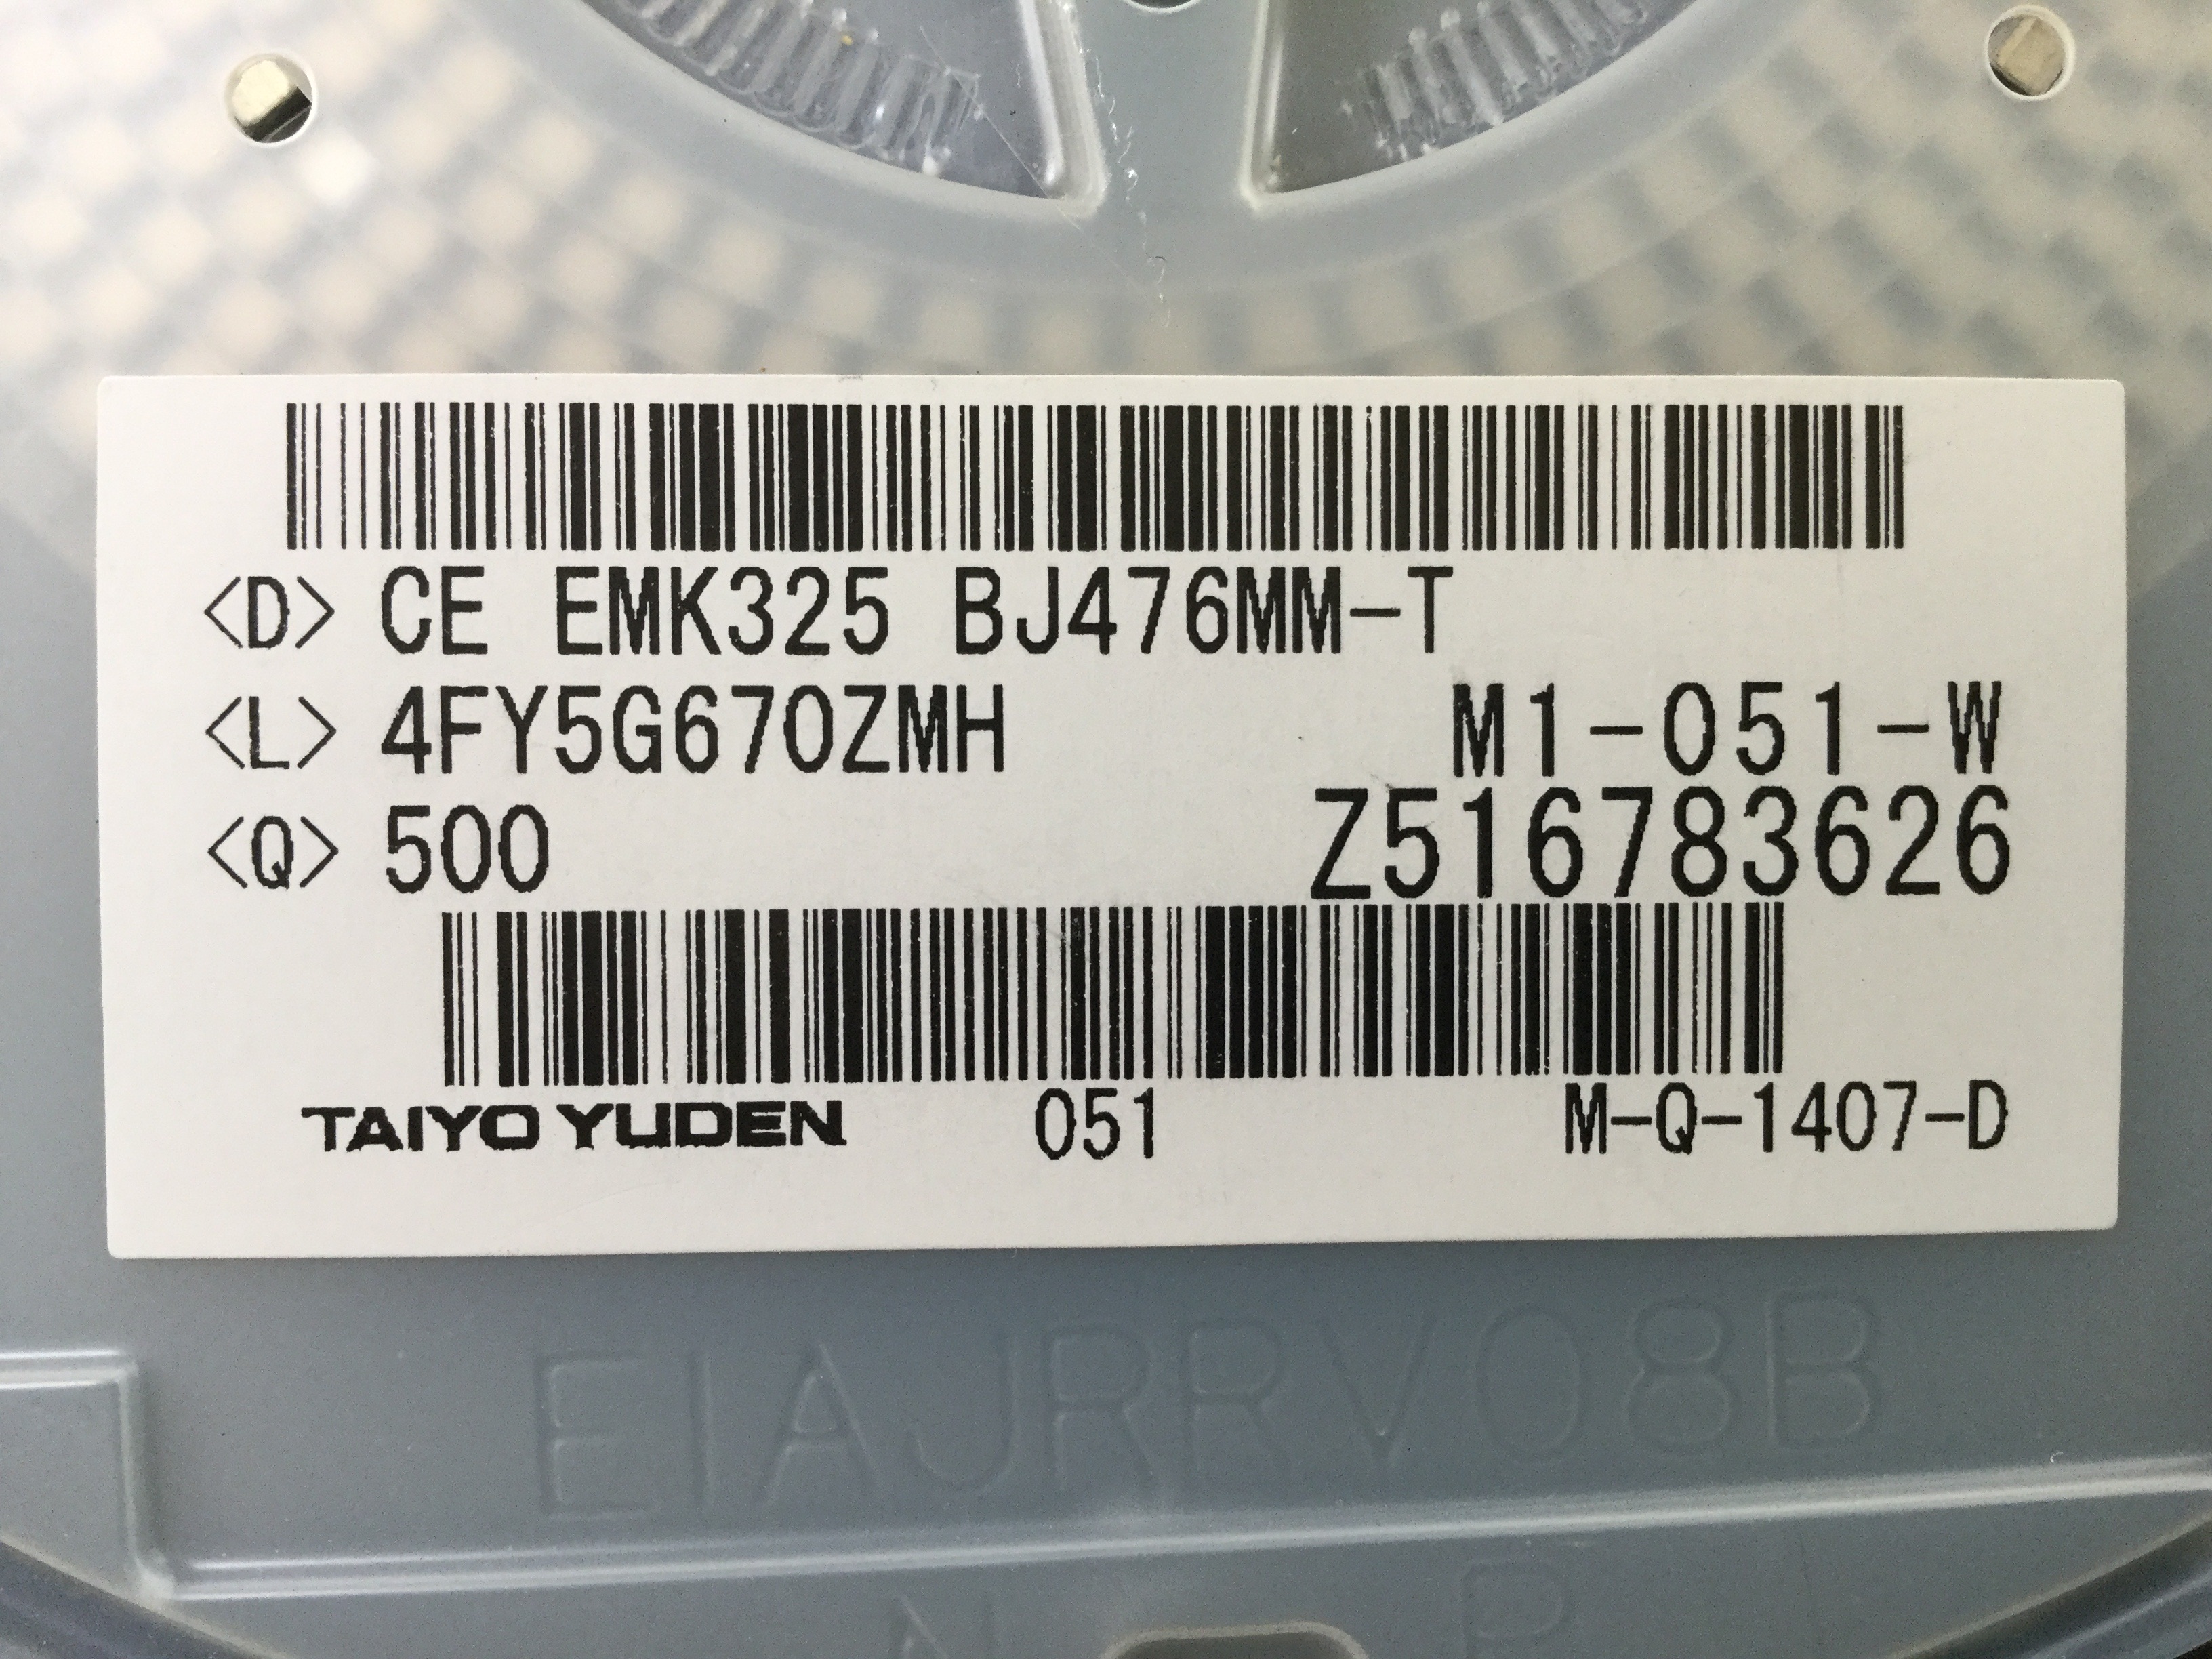 <D> CE EMK325 BJ476MM-T
<L> 4FY5G670ZMH M1-051-W
<Q> 500 Z516783626
TAIYO YUDEN 051 M-Q-1407-D
EIAJRRV08B
N P